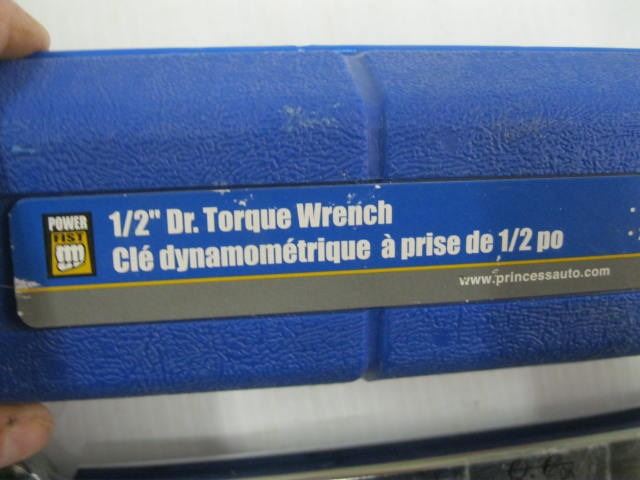 POWER
FIST
1/2" Dr. Torque Wrench
Clé dynamométrique à prise de 1/2 po
www.princessauto.com